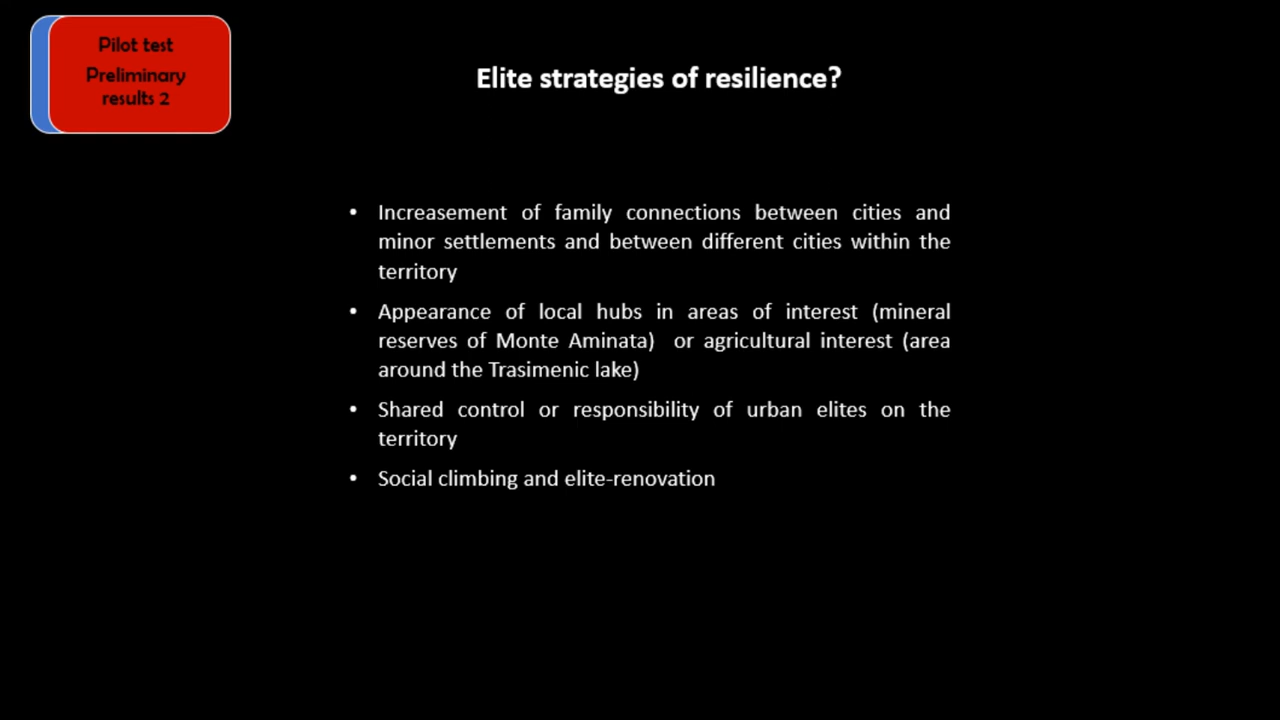 Pilot test
Preliminary
results 2
Elite strategies of resilience?
• Increasement of family connections between cities and
minor settlements and between different cities within the
territory
• Appearance of local hubs in areas of interest (mineral
reserves of Monte Aminata) or agricultural interest (area
around the Trasimenic lake)
• Shared control or responsibility of urban elites on the
territory
• Social climbing and elite-renovation